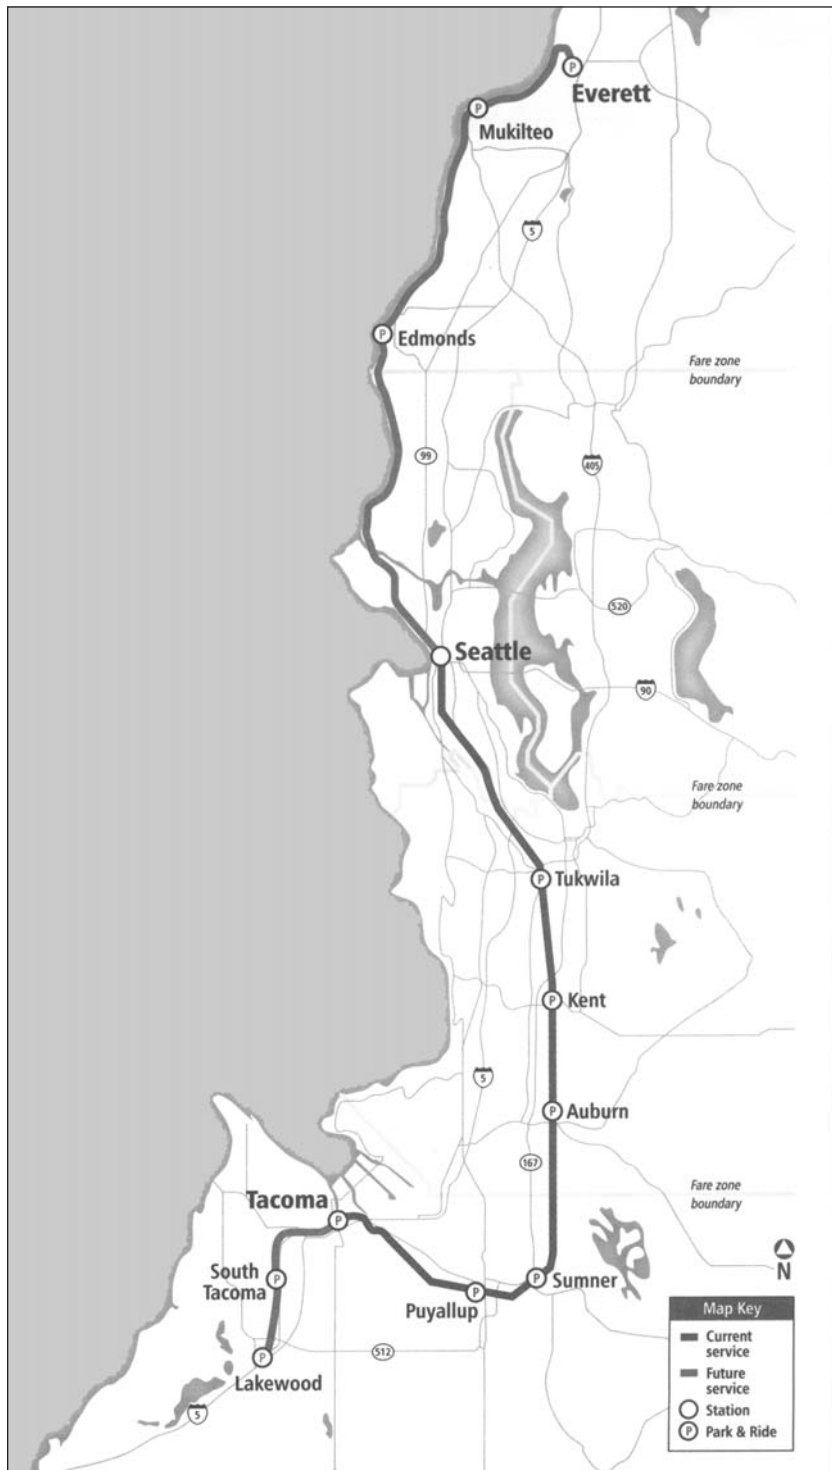 P
Everett
P
Mukilteo
5
P
Edmonds
Fare zone
boundary
99
405
520
Seattle
90
Fare zone
boundary
P
Tukwila
P
Kent
5
P
Auburn
167
Fare zone
boundary
Tacoma
P
N
South
Tacoma
P
P
Sumner
P
Puyallup
Map Key
Current
service
Future
service
Station
P
Park & Ride
512
P
Lakewood
5